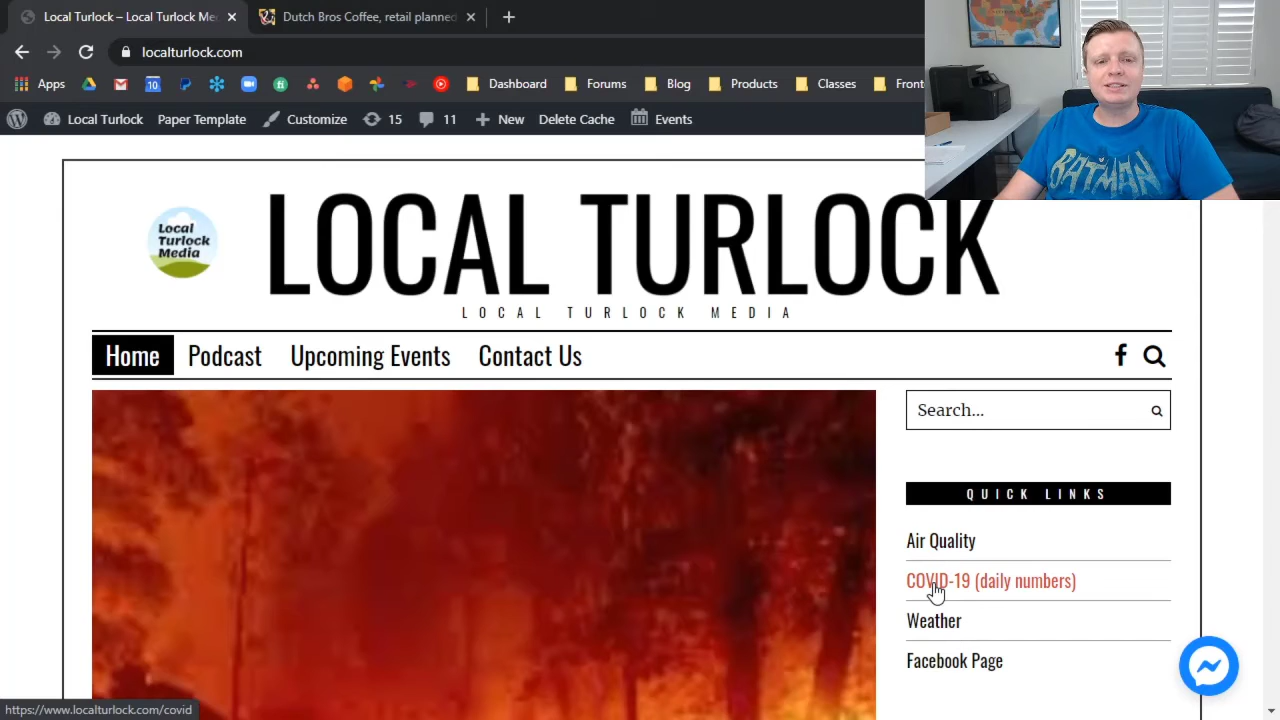 Local Turlock – Local Turlock Me
Dutch Bros Coffee, retail planned
localturlock.com
Apps
10
Dashboard
Forums
Blog
Products
Classes
Front
Local Turlock
Paper Template
Customize
15
11
New
Delete Cache
Events
BATMAN
Local
Turlock
Media
LOCAL TURLOCK
LOCAL TURLOCK MEDIA
Home
Podcast
Upcoming Events
Contact Us
Search...
QUICK LINKS
Air Quality
COVID-19 (daily numbers)
Weather
Facebook Page
https://www.localturlock.com/covid